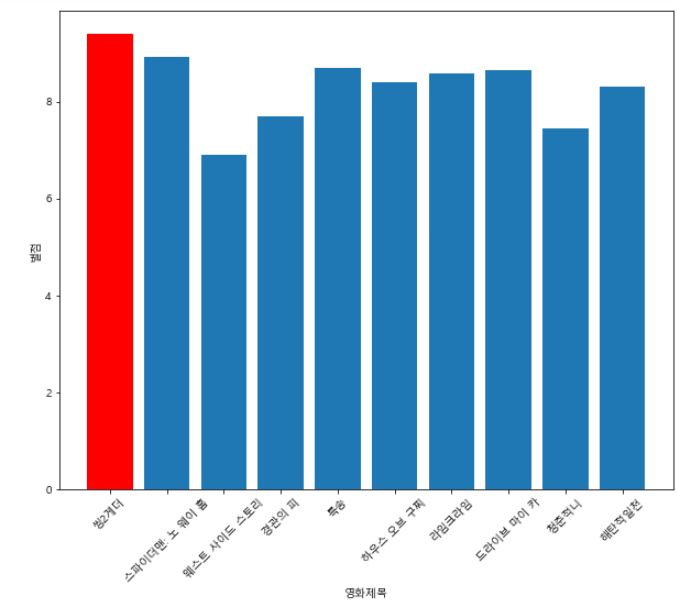 8
6
4
2
0
별점
씽2게더
스파이더맨: 노 웨이 홈
웨스트 사이드 스토리
경관의 피
특송
하우스 오브 구찌
라임크라임
드라이브 마이 카
청춘적니
해탄적일천
영화제목